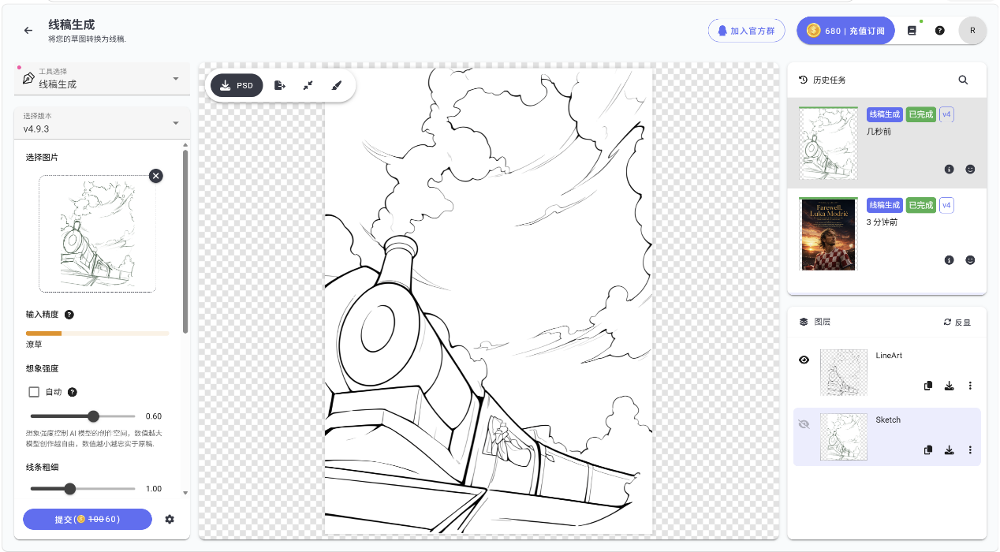 线稿生成
将您的草图转换为线稿.
加入官方群
680 | 充值订阅
R
工具选择
线稿生成
选择版本
v4.9.3
选择图片
输入精度
潦草
想象强度
自动
0.60
想象强度控制 AI 模型的创作空间，数值越大
模型创作越自由，数值越小越忠实于原稿.
线条粗细
1.00
提交( 100 60 )
PSD
历史任务
线稿生成 已完成 v4
几秒前
Farewell,
Luka Modrić
线稿生成 已完成 v4
3 分钟前
图层
反显
LineArt
Sketch